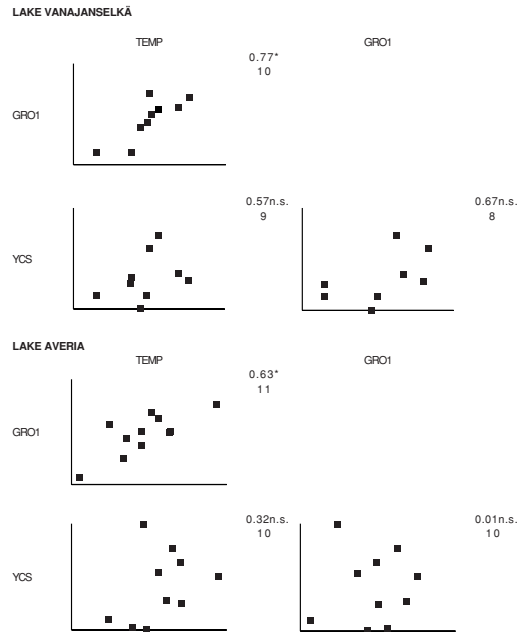 LAKE VANAJANSELKÄ
TEMP GRO1
0.77*
10
GRO1
0.57n.s. 0.67n.s.
9 8
YCS
LAKE AVERIA
TEMP GRO1
0.63*
11
GRO1
0.32n.s. 0.01n.s.
10 10
YCS